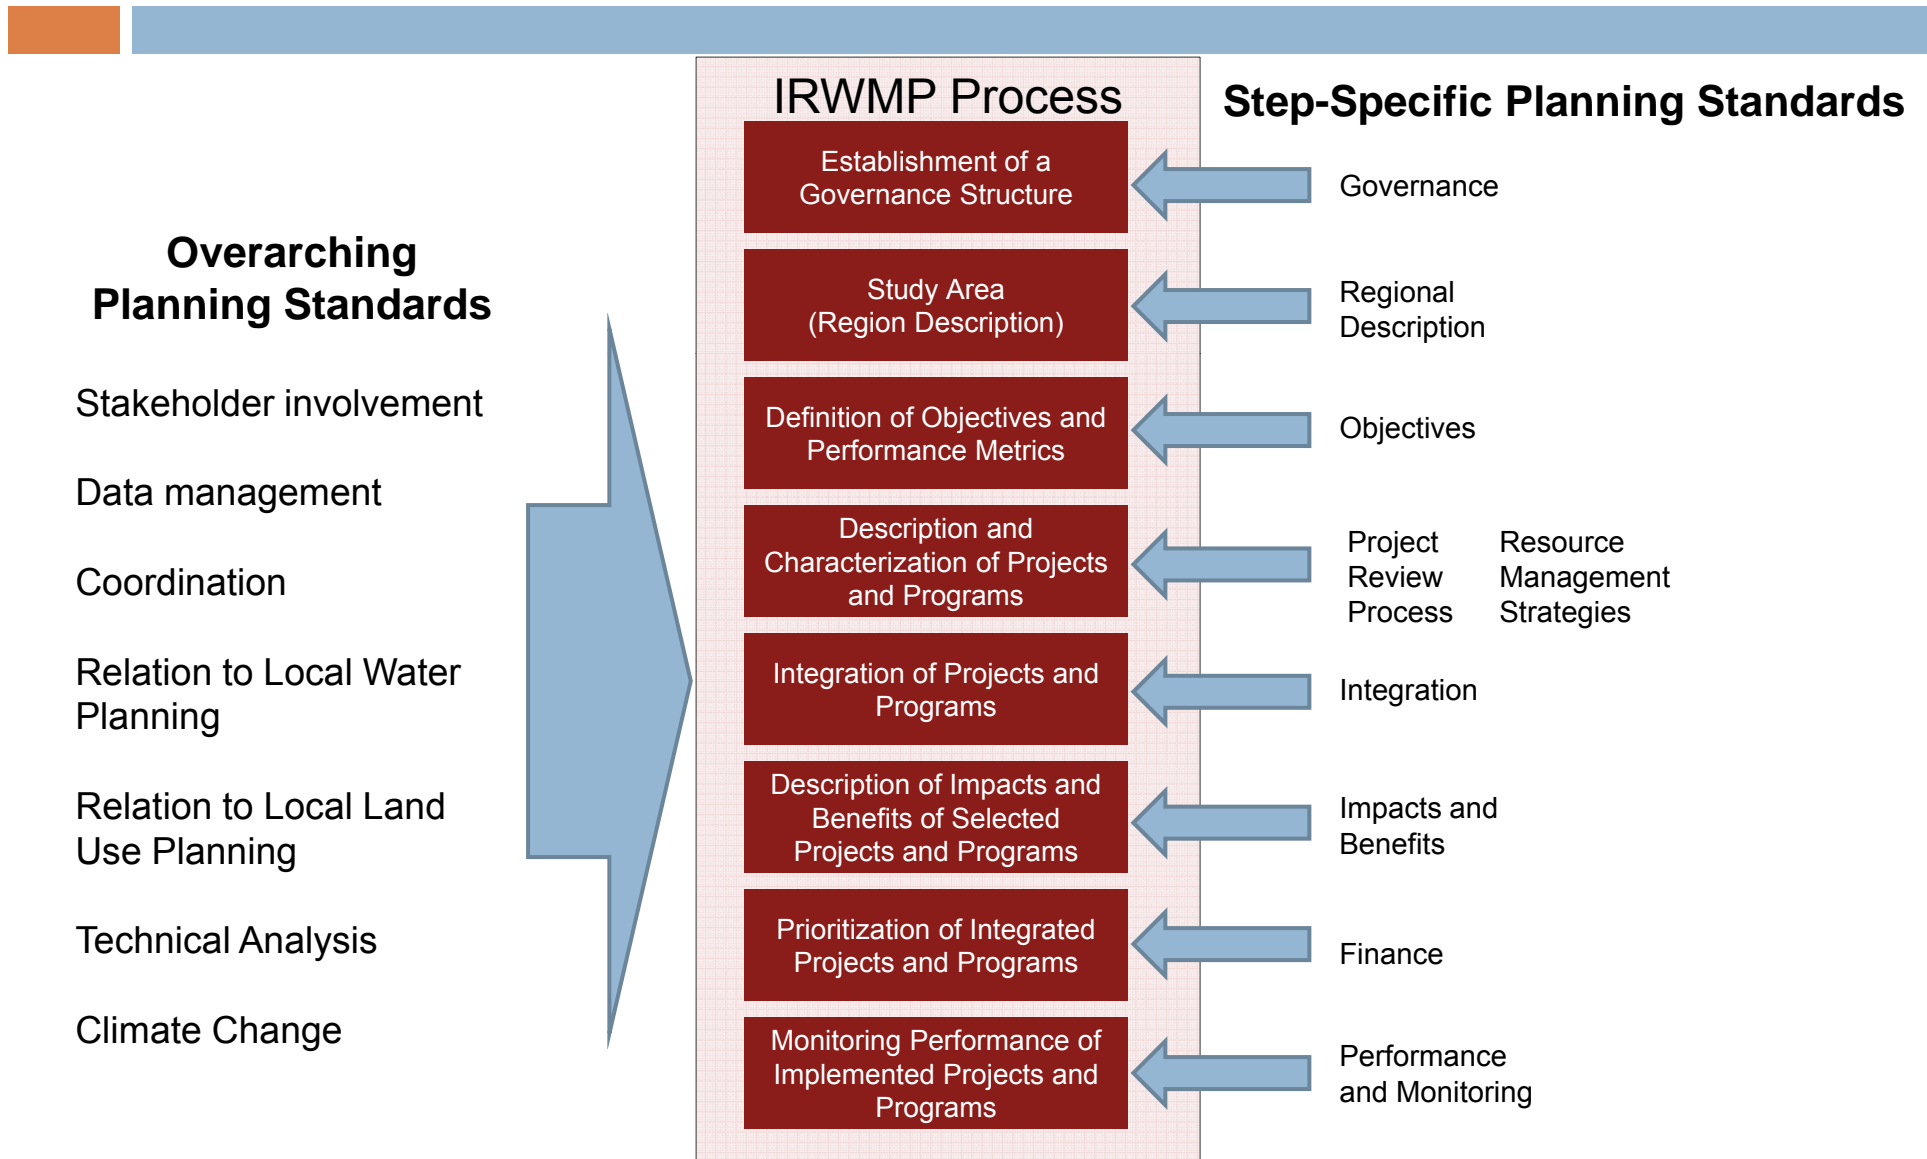 Overarching
Planning Standards
Stakeholder involvement
Data management
Coordination
Relation to Local Water
Planning
Relation to Local Land
Use Planning
Technical Analysis
Climate Change
IRWMP Process
Establishment of a
Governance Structure
Study Area
(Region Description)
Definition of Objectives and
Performance Metrics
Description and
Characterization of Projects
and Programs
Integration of Projects and
Programs
Description of Impacts and
Benefits of Selected
Projects and Programs
Prioritization of Integrated
Projects and Programs
Monitoring Performance of
Implemented Projects and
Programs
Step-Specific Planning Standards
Governance
Regional
Description
Objectives
Project
Review
Process
Resource
Management
Strategies
Integration
Impacts and
Benefits
Finance
Performance
and Monitoring